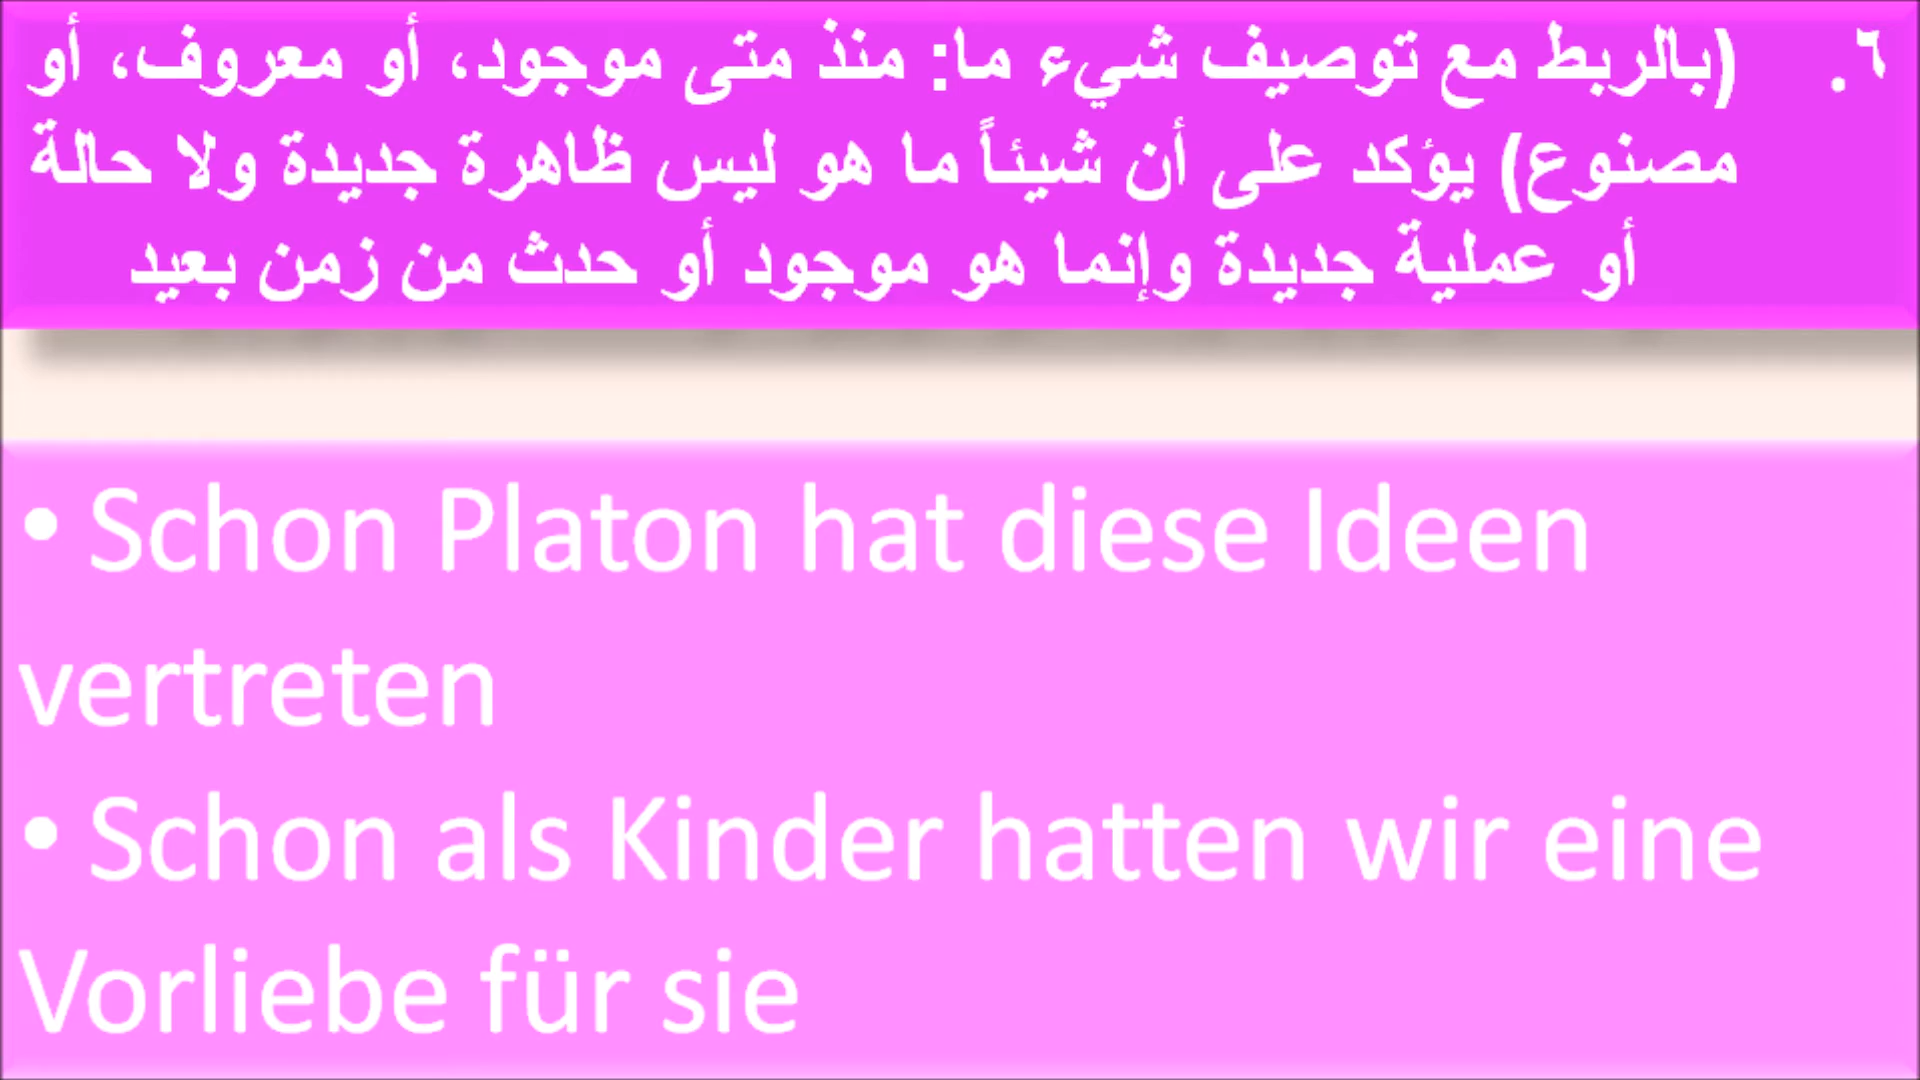 ٦. (بالربط مع توصيف شيء ما: منذ متى موجود، أو معروف، أو
مصنوع) يؤكد على أن شيئاً ما هو ليس ظاهرة جديدة ولا حالة
أو عملية جديدة وإنما هو موجود أو حدث من زمن بعيد
• Schon Platon hat diese Ideen
vertreten
• Schon als Kinder hatten wir eine
Vorliebe für sie